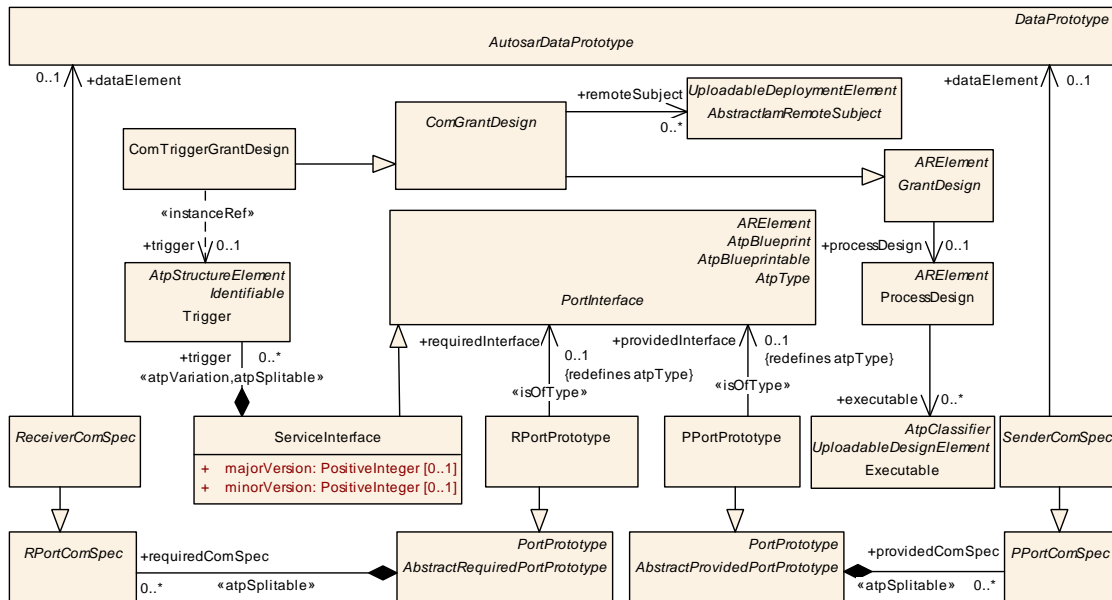 DataPrototype
AutosarDataPrototype
0..1
+dataElement
+dataElement
0..1
+remoteSubject
0..*
UploadableDeploymentElement
AbstractIamRemoteSubject
ComGrantDesign
ComTriggerGrantDesign
ARElement
GrantDesign
«instanceRef»
+trigger
0..1
ARElement
AtpBlueprint
AtpBlueprintable
AtpType
PortInterface
+processDesign
0..1
AtpStructureElement
Identifiable
Trigger
ARElement
ProcessDesign
+requiredInterface
0..1
{redefines atpType}
«isOfType»
+providedInterface
0..1
{redefines atpType}
«isOfType»
+trigger
0..*
«atpVariation,atpSplitable»
+executable
0..*
ReceiverComSpec
ServiceInterface
+ majorVersion: PositiveInteger [0..1]
+ minorVersion: PositiveInteger [0..1]
RPortPrototype
PPortPrototype
AtpClassifier
UploadableDesignElement
Executable
SenderComSpec
RPortComSpec
+requiredComSpec
0..*
«atpSplitable»
PortPrototype
AbstractRequiredPortPrototype
PortPrototype
AbstractProvidedPortPrototype
+providedComSpec
«atpSplitable»
0..*
PPortComSpec